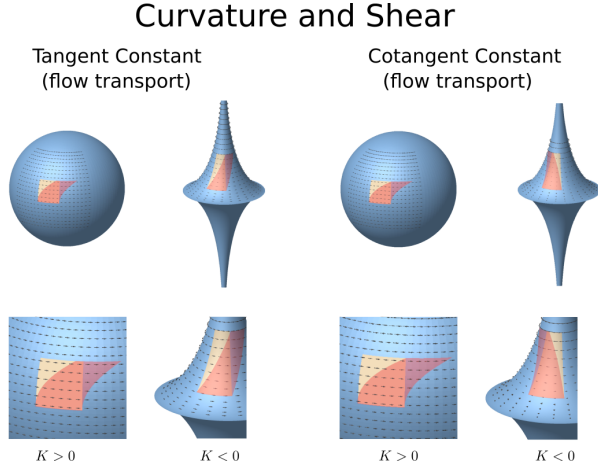 Curvature and Shear
Tangent Constant
(flow transport)
Cotangent Constant
(flow transport)
K > 0
K < 0
K > 0
K < 0